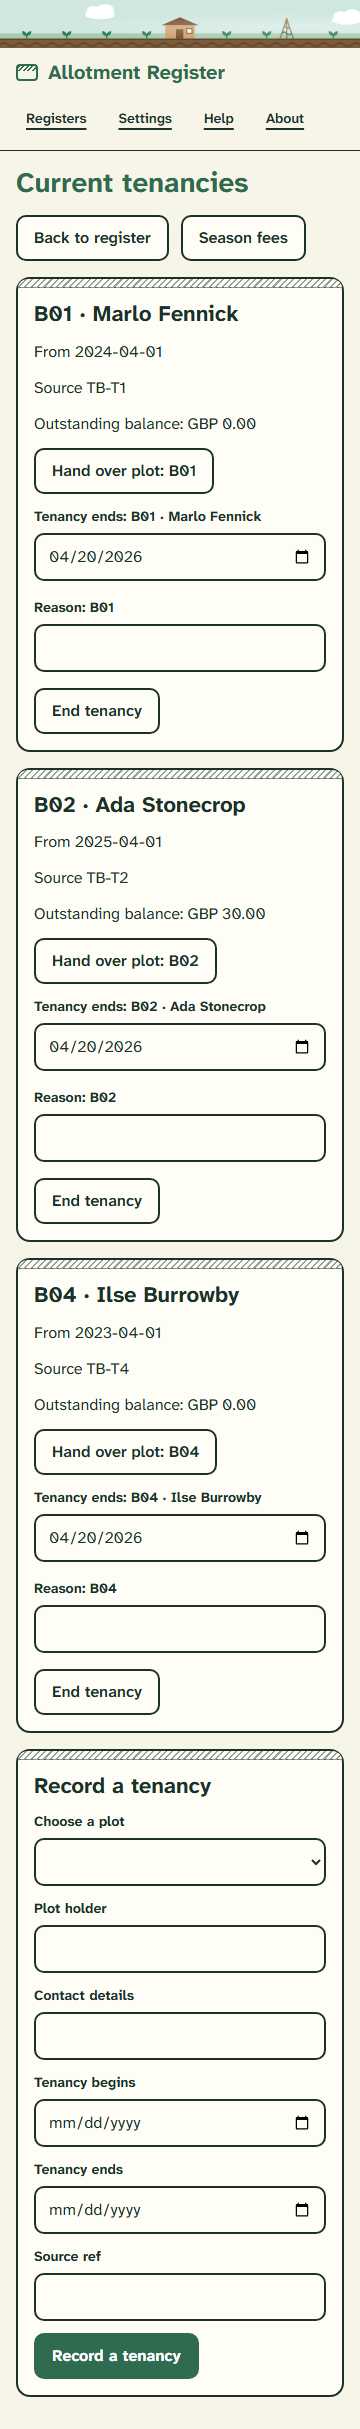 Allotment Register
Registers Settings Help About
Current tenancies
Back to register Season fees
B01 · Marlo Fennick
From 2024-04-01
Source TB-T1
Outstanding balance: GBP 0.00
Hand over plot: B01
Tenancy ends: B01 · Marlo Fennick
04/20/2026
Reason: B01
End tenancy
B02 · Ada Stonecrop
From 2025-04-01
Source TB-T2
Outstanding balance: GBP 30.00
Hand over plot: B02
Tenancy ends: B02 · Ada Stonecrop
04/20/2026
Reason: B02
End tenancy
B04 · Ilse Burrowby
From 2023-04-01
Source TB-T4
Outstanding balance: GBP 0.00
Hand over plot: B04
Tenancy ends: B04 · Ilse Burrowby
04/20/2026
Reason: B04
End tenancy
Record a tenancy
Choose a plot
Plot holder
Contact details
Tenancy begins
mm/dd/yyyy
Tenancy ends
mm/dd/yyyy
Source ref
Record a tenancy